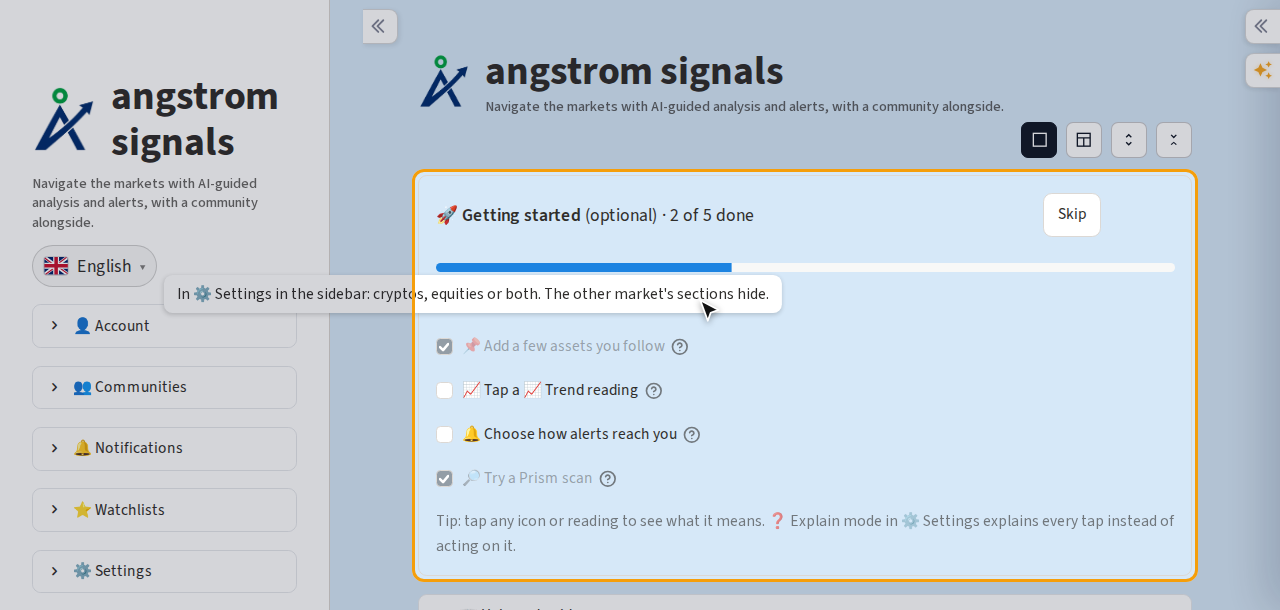 angstrom
signals
Navigate the markets with AI-guided
analysis and alerts, with a community
alongside.
English ▾
👤 Account
👥 Communities
🔔 Notifications
⭐ Watchlists
⚙️ Settings
angstrom signals
Navigate the markets with AI-guided analysis and alerts, with a community alongside.
🚀 Getting started (optional) · 2 of 5 done
Skip
In ⚙️ Settings in the sidebar: cryptos, equities or both. The other market's sections hide.
📌 Add a few assets you follow
📈 Tap a 📈 Trend reading
🔔 Choose how alerts reach you
🔎 Try a Prism scan
Tip: tap any icon or reading to see what it means. ❓ Explain mode in ⚙️ Settings explains every tap instead of
acting on it.